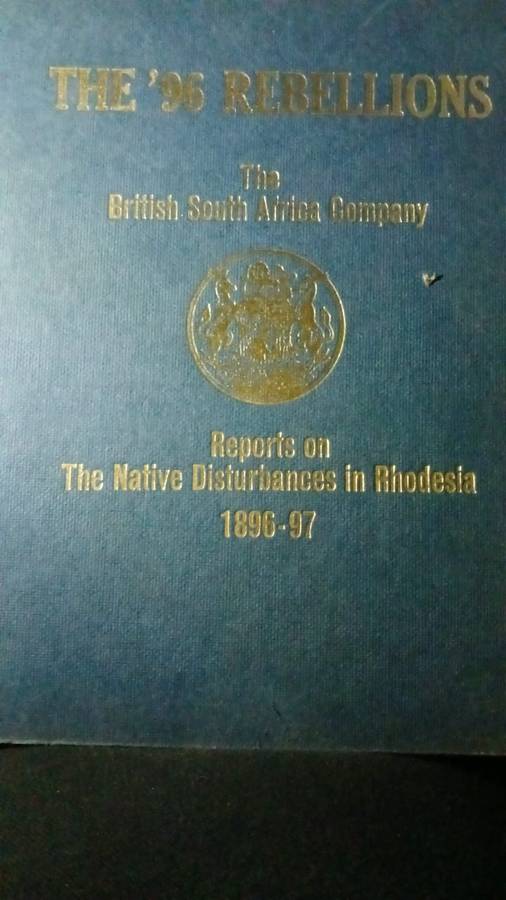 THE '96 REBELLIONS
The
British South Africa Company
Reports on
The Native Disturbances in Rhodesia
1896-97